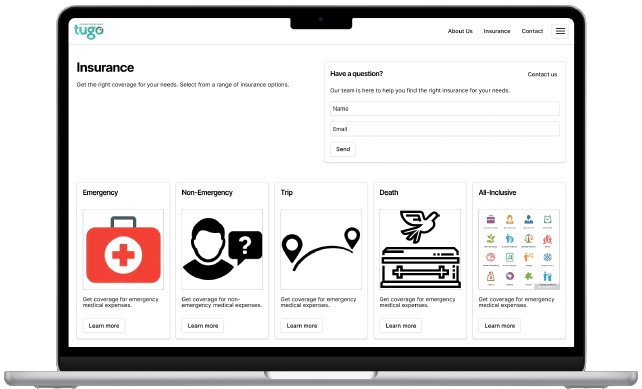 tugo
About Us
Insurance
Contact
Insurance
Get the right coverage for your needs. Select from a range of insurance options.
Have a question?
Contact us
Our team is here to help you find the right insurance for your needs.
Name
Email
Send
Emergency
Get coverage for emergency
medical expenses.
Learn more
Non-Emergency
?
Get coverage for non-
emergency medical expenses.
Learn more
Trip
Get coverage for emergency
medical expenses.
Learn more
Death
Get coverage for emergency
medical expenses.
Learn more
All-Inclusive
Get coverage for emergency
medical expenses.
Learn more